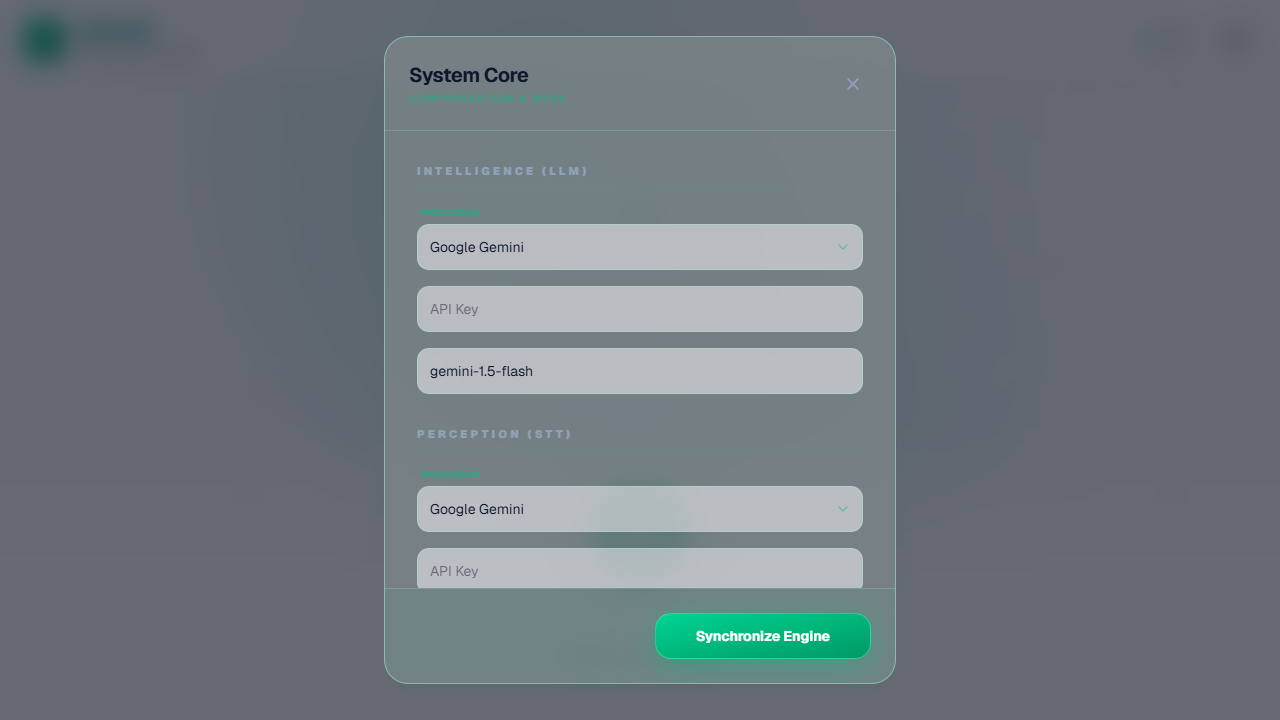 System Core
INTELLIGENCE (LLM)
Google Gemini
API Key
gemini-1.5-flash
PERCEPTION (STT)
Google Gemini
API Key
Synchronize Engine